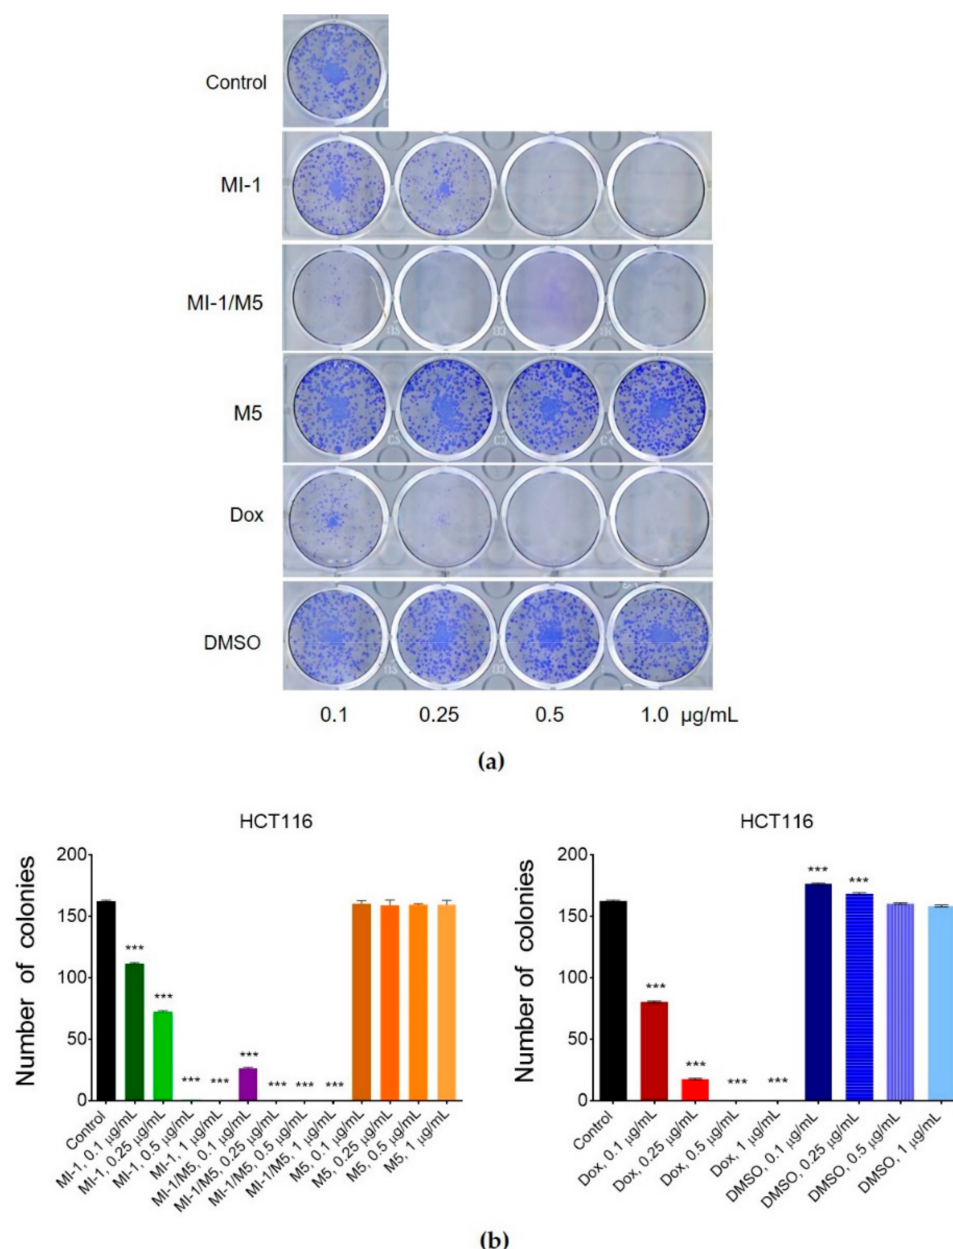 Control
MI-1
MI-1/M5
M5
Dox
DMSO
0.1 0.25 0.5 1.0 μg/mL
(a)
HCT116
Number of colonies
200
150
100
50
0
***
***
***
***
***
***
***
***
Control
MI-1, 0.1 μg/mL
MI-1, 0.25 μg/mL
MI-1, 0.5 μg/mL
MI-1, 1 μg/mL
MI-1/M5, 0.1 μg/mL
MI-1/M5, 0.25 μg/mL
MI-1/M5, 0.5 μg/mL
MI-1/M5, 1 μg/mL
M5, 0.1 μg/mL
M5, 0.25 μg/mL
M5, 0.5 μg/mL
M5, 1 μg/mL
HCT116
Number of colonies
200
150
100
50
0
***
***
***
***
***
***
Control
Dox, 0.1 μg/mL
Dox, 0.25 μg/mL
Dox, 0.5 μg/mL
Dox, 1 μg/mL
DMSO, 0.1 μg/mL
DMSO, 0.25 μg/mL
DMSO, 0.5 μg/mL
DMSO, 1 μg/mL
(b)